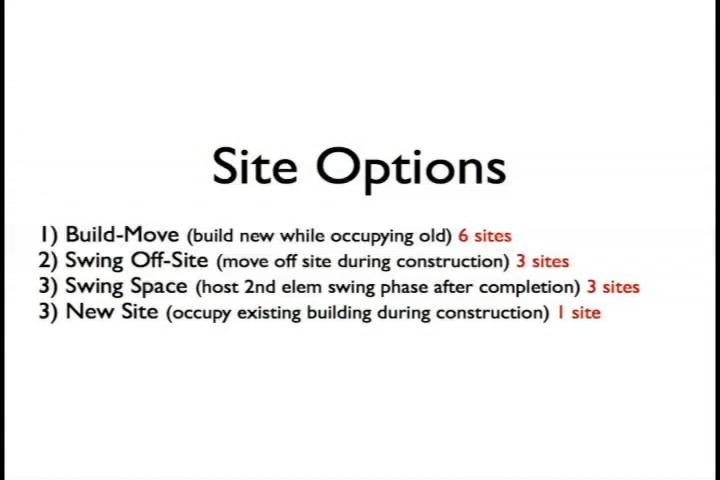 Site Options
1) Build-Move (build new while occupying old) 6 sites
2) Swing Off-Site (move off site during construction) 3 sites
3) Swing Space (host 2nd elem swing phase after completion) 3 sites
3) New Site (occupy existing building during construction) 1 site